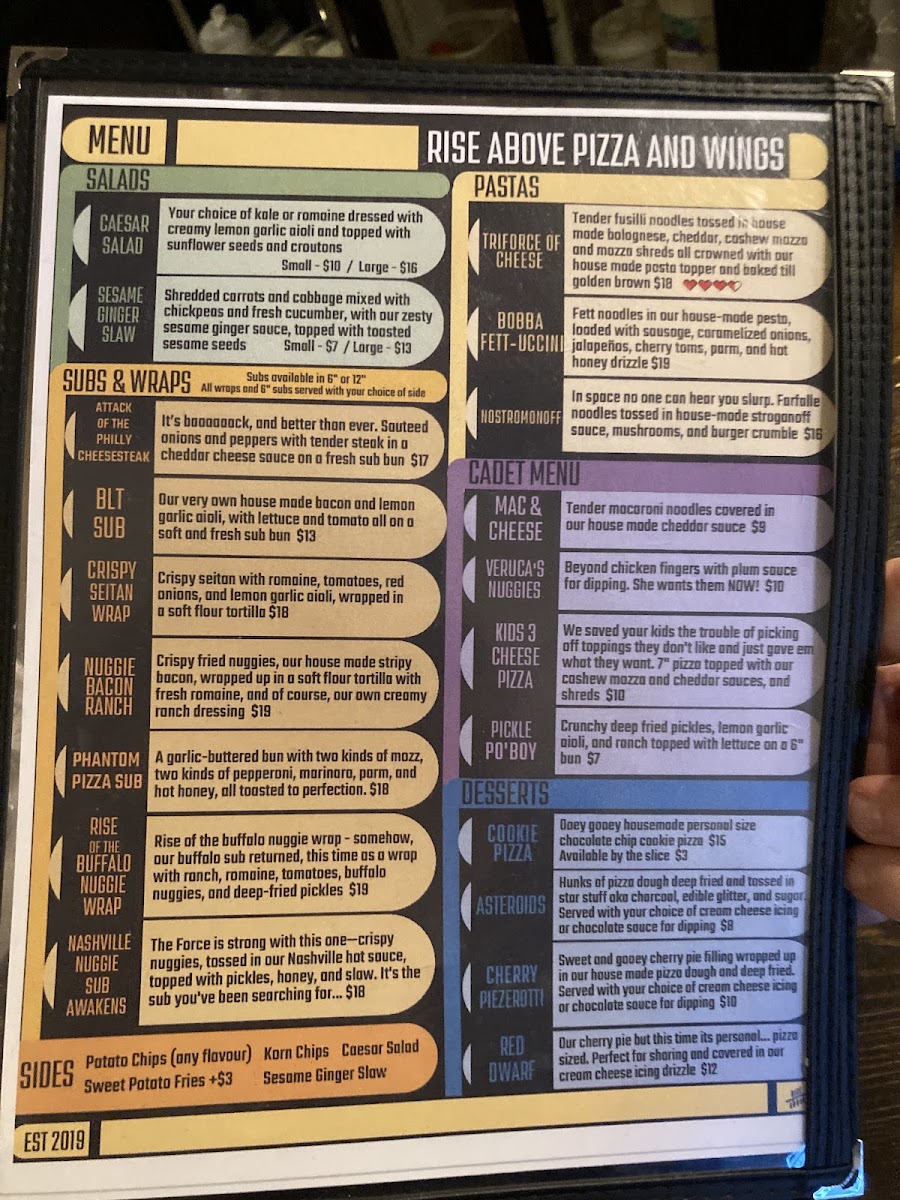 MENU
RISE ABOVE PIZZA AND WINGS
SALADS
CAESAR
SALAD
Your choice of kale or romaine dressed with
creamy lemon garlic aioli and topped with
sunflower seeds and croutons
Small - $10 / Large - $16
SESAME
GINGER
SLAW
Shredded carrots and cabbage mixed with
chickpeas and fresh cucumber, with our zesty
sesame ginger sauce, topped with toasted
sesame seeds Small - $7 / Large - $13
SUBS & WRAPS
Subs available in 6" or 12"
All wraps and 6" subs served with your choice of side
ATTACK
OF THE
PHILLY
CHEESESTEAK
It's baaaaaack, and better than ever. Sauteed
onions and peppers with tender steak in a
cheddar cheese sauce on a fresh sub bun $17
BLT
SUB
Our very own house made bacon and lemon
garlic aioli, with lettuce and tomato all on a
soft and fresh sub bun $13
CRISPY
SEITAN
WRAP
Crispy seitan with romaine, tomatoes, red
onions, and lemon garlic aioli, wrapped in
a soft flour tortilla $18
NUGGIE
BACON
RANCH
Crispy fried nuggies, our house made stripy
bacon, wrapped up in a soft flour tortilla with
fresh romaine, and of course, our own creamy
ranch dressing $19
PHANTOM
PIZZA SUB
A garlic-buttered bun with two kinds of mozz,
two kinds of pepperoni, marinara, parm, and
hot honey, all toasted to perfection. $18
RISE
OF THE
BUFFALO
NUGGIE
WRAP
Rise of the buffalo nuggie wrap - somehow,
our buffalo sub returned, this time as a wrap
with ranch, romaine, tomatoes, buffalo
nuggies, and deep-fried pickles $19
NASHVILLE
NUGGIE
SUB
AWAKENS
The Force is strong with this one—crispy
nuggies, tossed in our Nashville hot sauce,
topped with pickles, honey, and slaw. It's the
sub you've been searching for... $18
SIDES
Potato Chips (any flavour) Korn Chips Caesar Salad
Sweet Potato Fries +$3 Sesame Ginger Slaw
EST 2019
PASTAS
TRIFORCE OF
CHEESE
Tender fusilli noodles tossed in house
made bolognese, cheddar, cashew mozza
and mozza shreds all crowned with our
house made pasta topper and baked till
golden brown $18
BOBBA
FETT-UCCINI
Fett noodles in our house-made pesto,
loaded with sausage, caramelized onions,
jalapeños, cherry toms, parm, and hot
honey drizzle $19
NOSTROMONOFF
In space no one can hear you slurp. Farfalle
noodles tossed in house-made stroganoff
sauce, mushrooms, and burger crumble $16
CADET MENU
MAC &
CHEESE
Tender macaroni noodles covered in
our house made cheddar sauce $9
VERUCA'S
NUGGIES
Beyond chicken fingers with plum sauce
for dipping. She wants them NOW! $10
KIDS 3
CHEESE
PIZZA
We saved your kids the trouble of picking
off toppings they don't like and just gave em
what they want. 7" pizza topped with our
cashew mozza and cheddar sauces, and
shreds $10
PICKLE
PO'BOY
Crunchy deep fried pickles, lemon garlic
aioli, and ranch topped with lettuce on a 6"
bun $7
DESSERTS
COOKIE
PIZZA
Ooey gooey housemade personal size
chocolate chip cookie pizza $15
Available by the slice $3
ASTEROIDS
Hunks of pizza dough deep fried and tossed in
star stuff aka charcoal, edible glitter, and sugar.
Served with your choice of cream cheese icing
or chocolate sauce for dipping $8
CHERRY
PIEZEROTTI
Sweet and gooey cherry pie filling wrapped up
in our house made pizza dough and deep fried.
Served with your choice of cream cheese icing
or chocolate sauce for dipping $10
RED
DWARF
Our cherry pie but this time its personal... pizza
sized. Perfect for sharing and covered in our
cream cheese icing drizzle $12